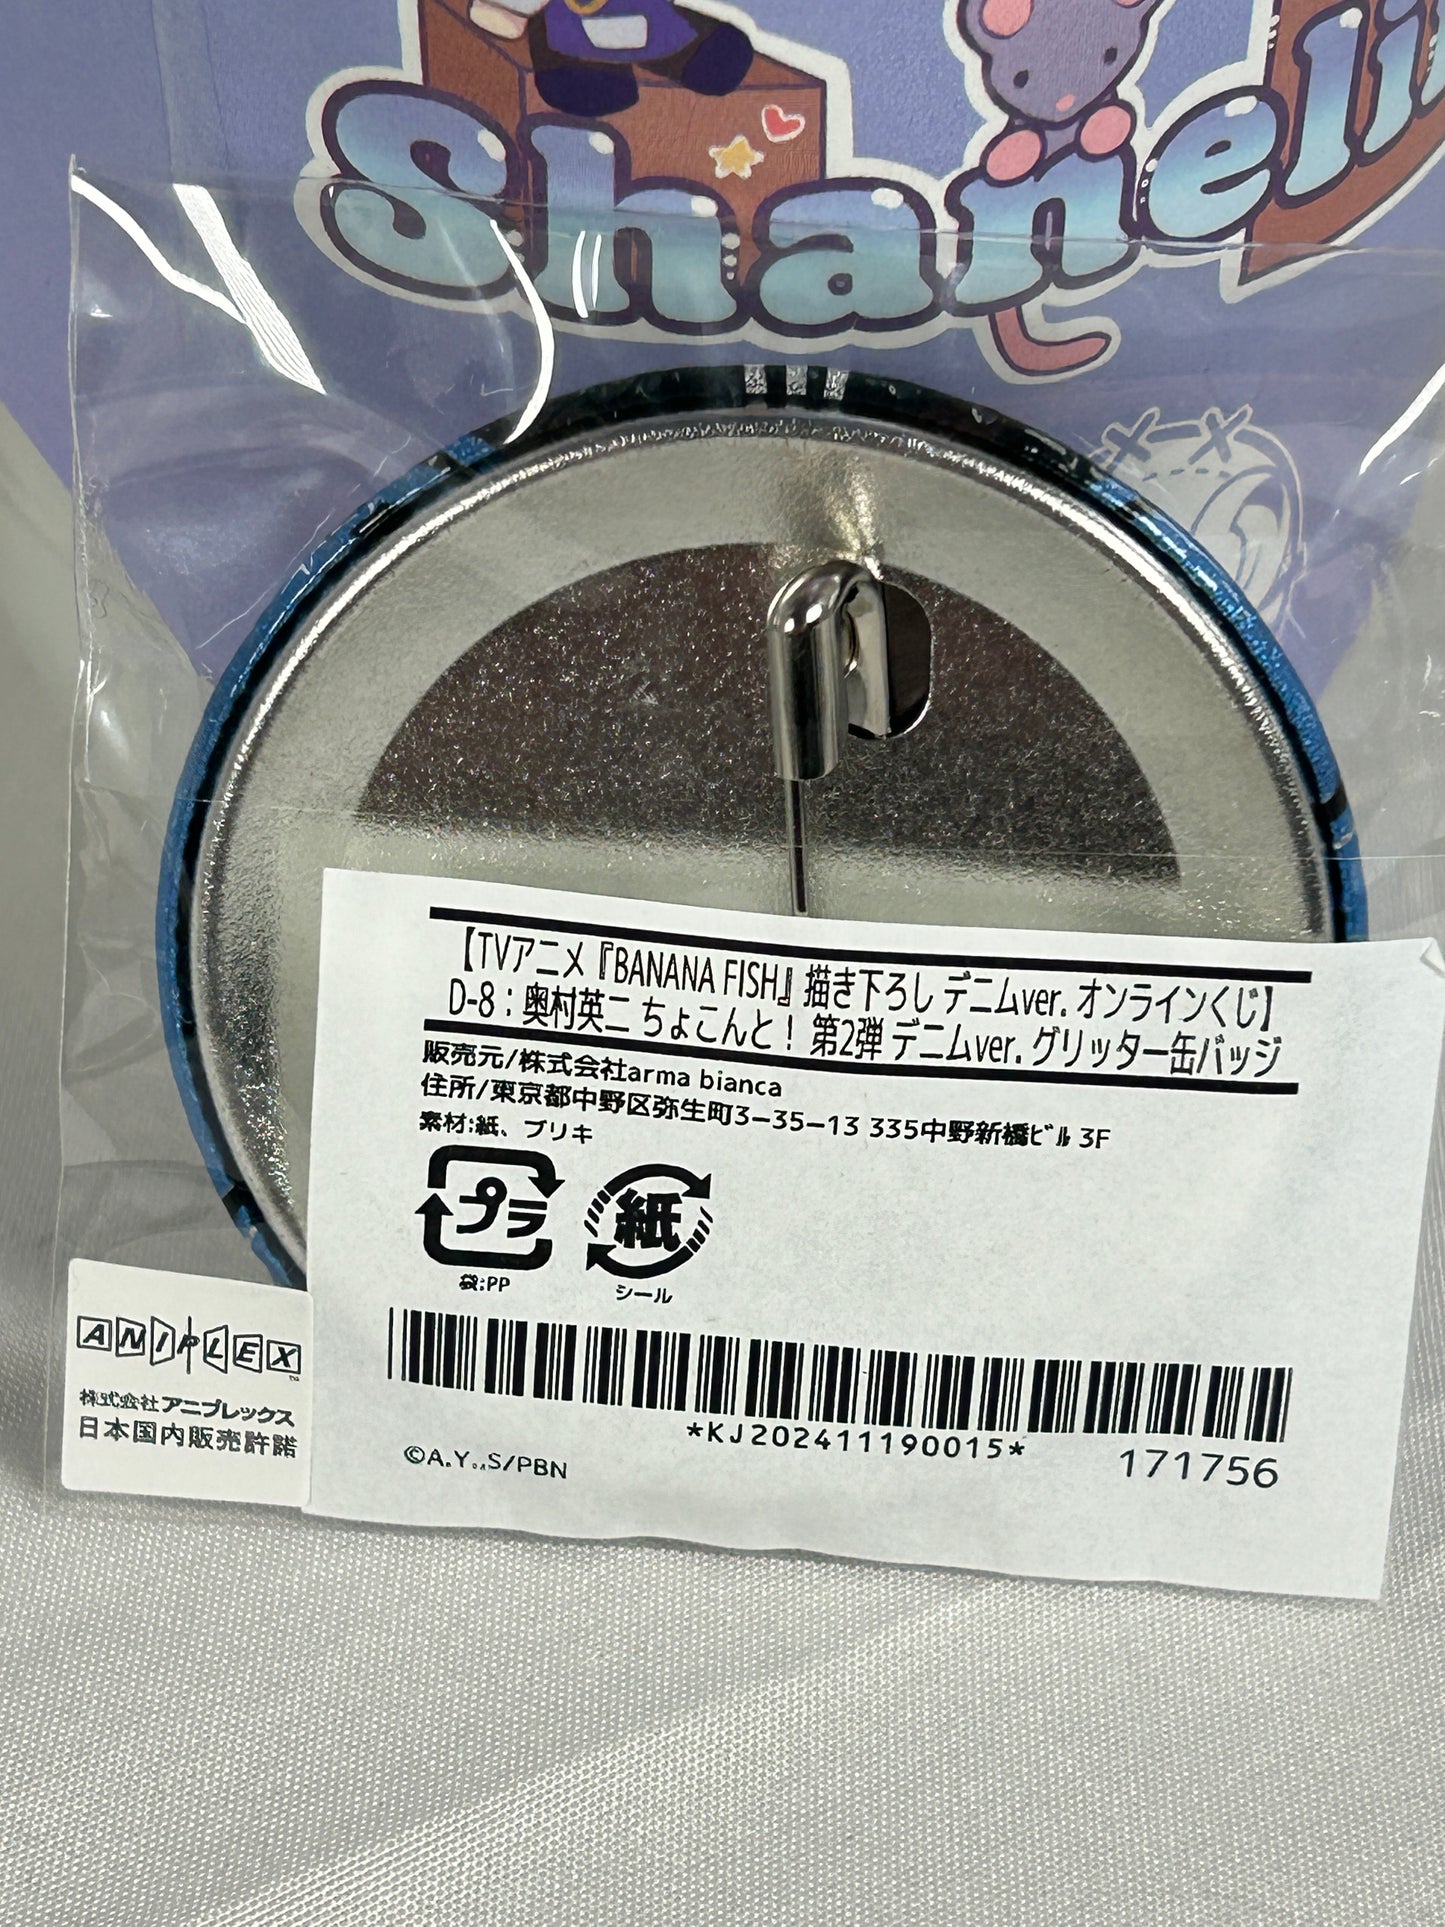 Shaneli
【TVアニメ『BANANA FISH』描き下ろし デニムver. オンラインくじ】
D-8：奥村英二 ちょこんと！ 第2弾 デニムver. グリッター缶バッジ
販売元/株式会社arma bianca
住所/東京都中野区弥生町3-35-13 335中野新橋ビル 3F
素材:紙、ブリキ
プラ
紙
袋:PP
シール
*KJ202411190015*
171756
©A.Y.,S/PBN
ANIPLEX
株式会社アニプレックス
日本国内販売許諾